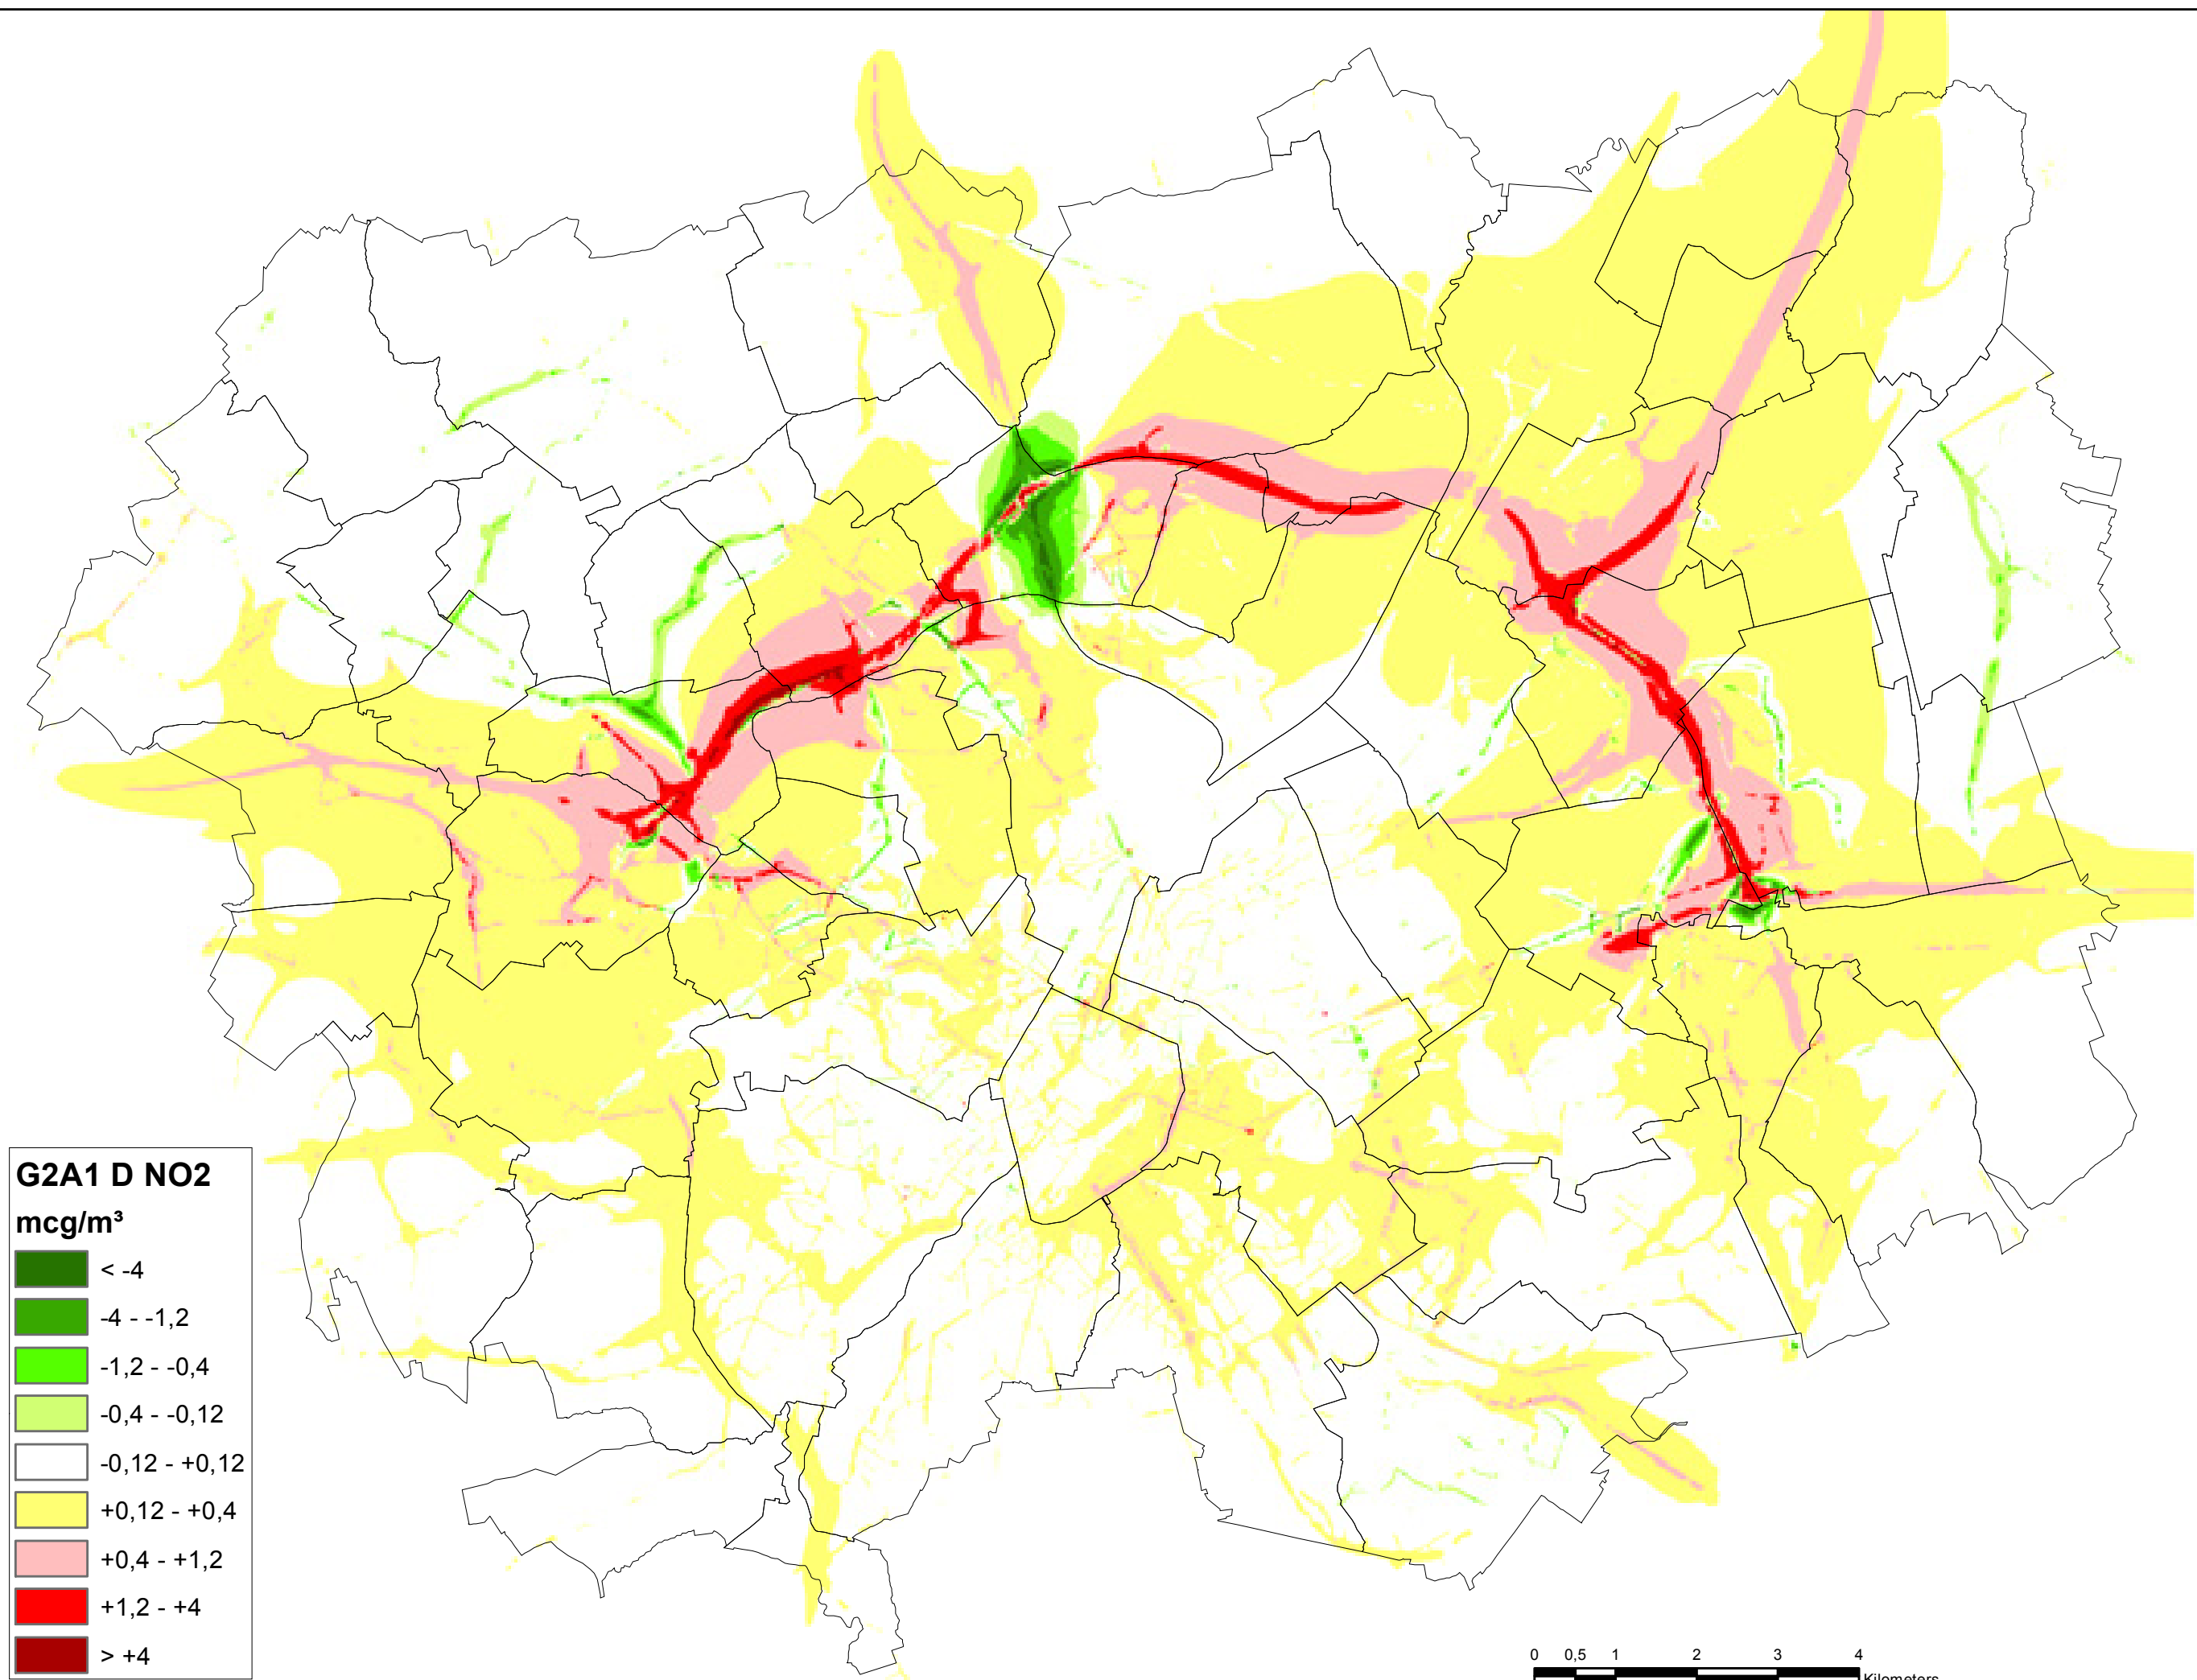 G2A1 D NO2
mcg/m³
< -4
-4 - -1,2
-1,2 - -0,4
-0,4 - -0,12
-0,12 - +0,12
+0,12 - +0,4
+0,4 - +1,2
+1,2 - +4
> +4
0 0,5 1 2 3 4
Kilometers